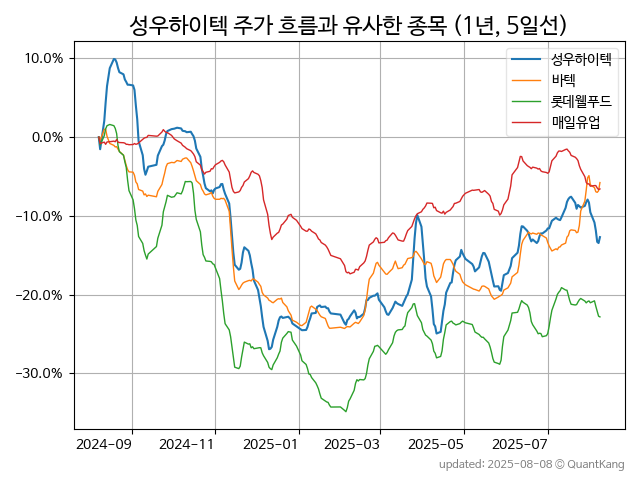 성우하이텍 주가 흐름과 유사한 종목 (1년, 5일선)
성우하이텍
바텍
롯데웰푸드
매일유업
10.0%
0.0%
−10.0%
−20.0%
−30.0%
2024-09 2024-11 2025-01 2025-03 2025-05 2025-07
updated: 2025-08-08 © QuantKang